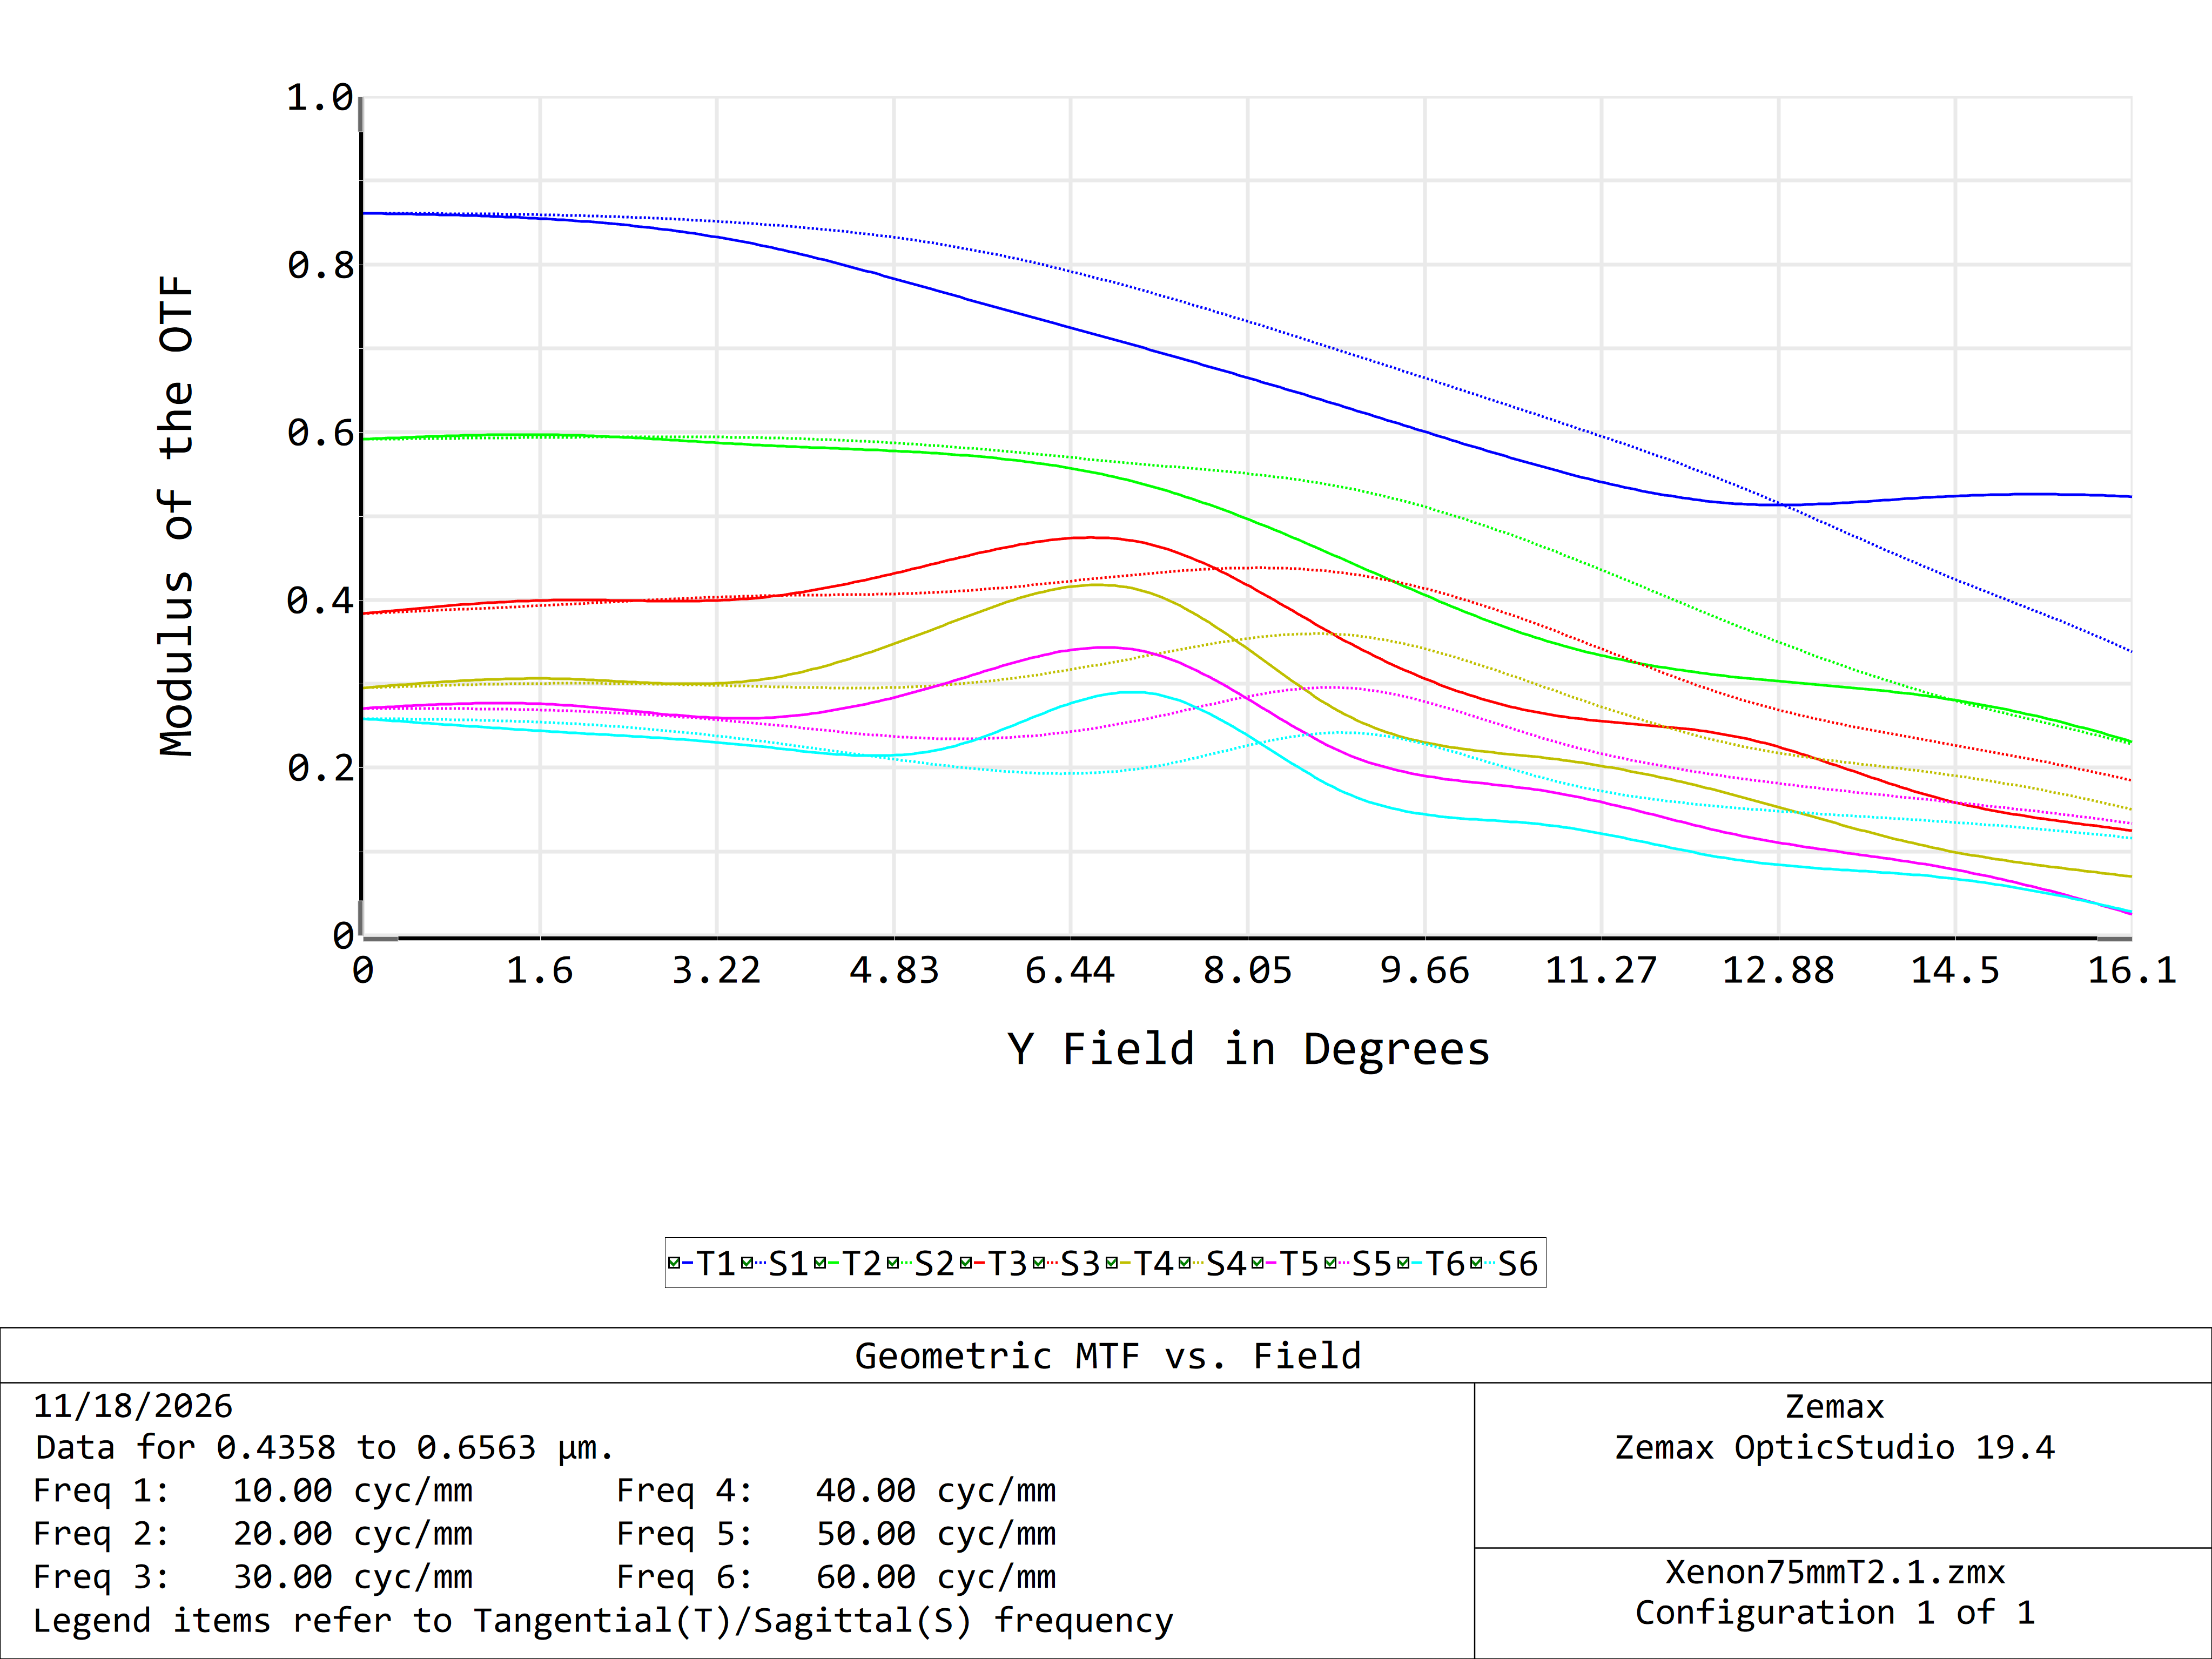 1.0
0.8
0.6
0.4
0.2
0
Modulus of the OTF
0 1.6 3.22 4.83 6.44 8.05 9.66 11.27 12.88 14.5 16.1
Y Field in Degrees
T1 S1 T2 S2 T3 S3 T4 S4 T5 S5 T6 S6
Geometric MTF vs. Field
11/18/2026
Data for 0.4358 to 0.6563 µm.
Freq 1: 10.00 cyc/mm Freq 4: 40.00 cyc/mm
Freq 2: 20.00 cyc/mm Freq 5: 50.00 cyc/mm
Freq 3: 30.00 cyc/mm Freq 6: 60.00 cyc/mm
Legend items refer to Tangential(T)/Sagittal(S) frequency
Zemax
Zemax OpticStudio 19.4
Xenon75mmT2.1.zmx
Configuration 1 of 1